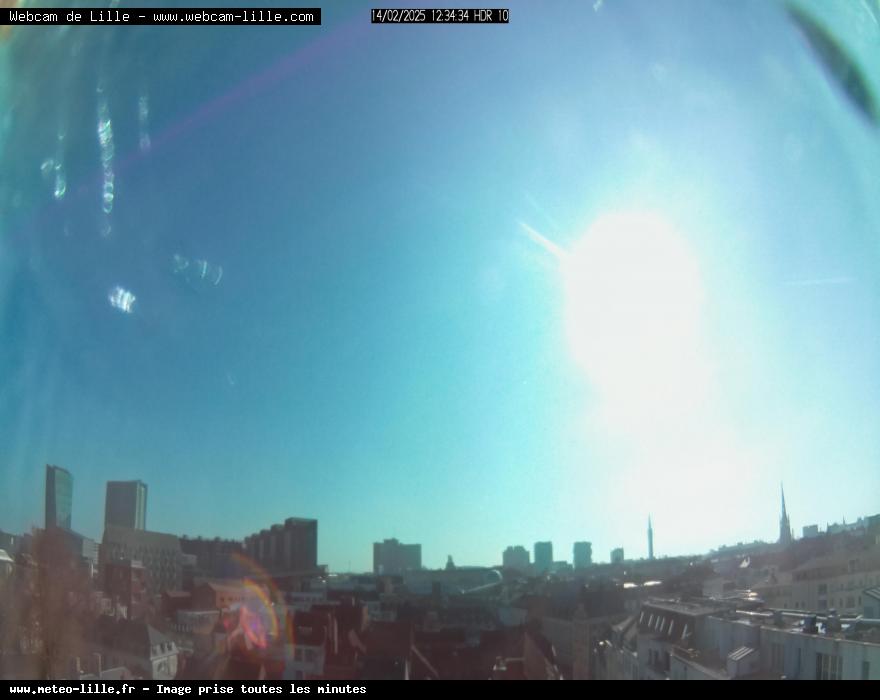 Webcam de Lille - www.webcam-lille.com
14/02/2025 12:34:34 HDR 10
www.meteo-lille.fr - Image prise toutes les minutes